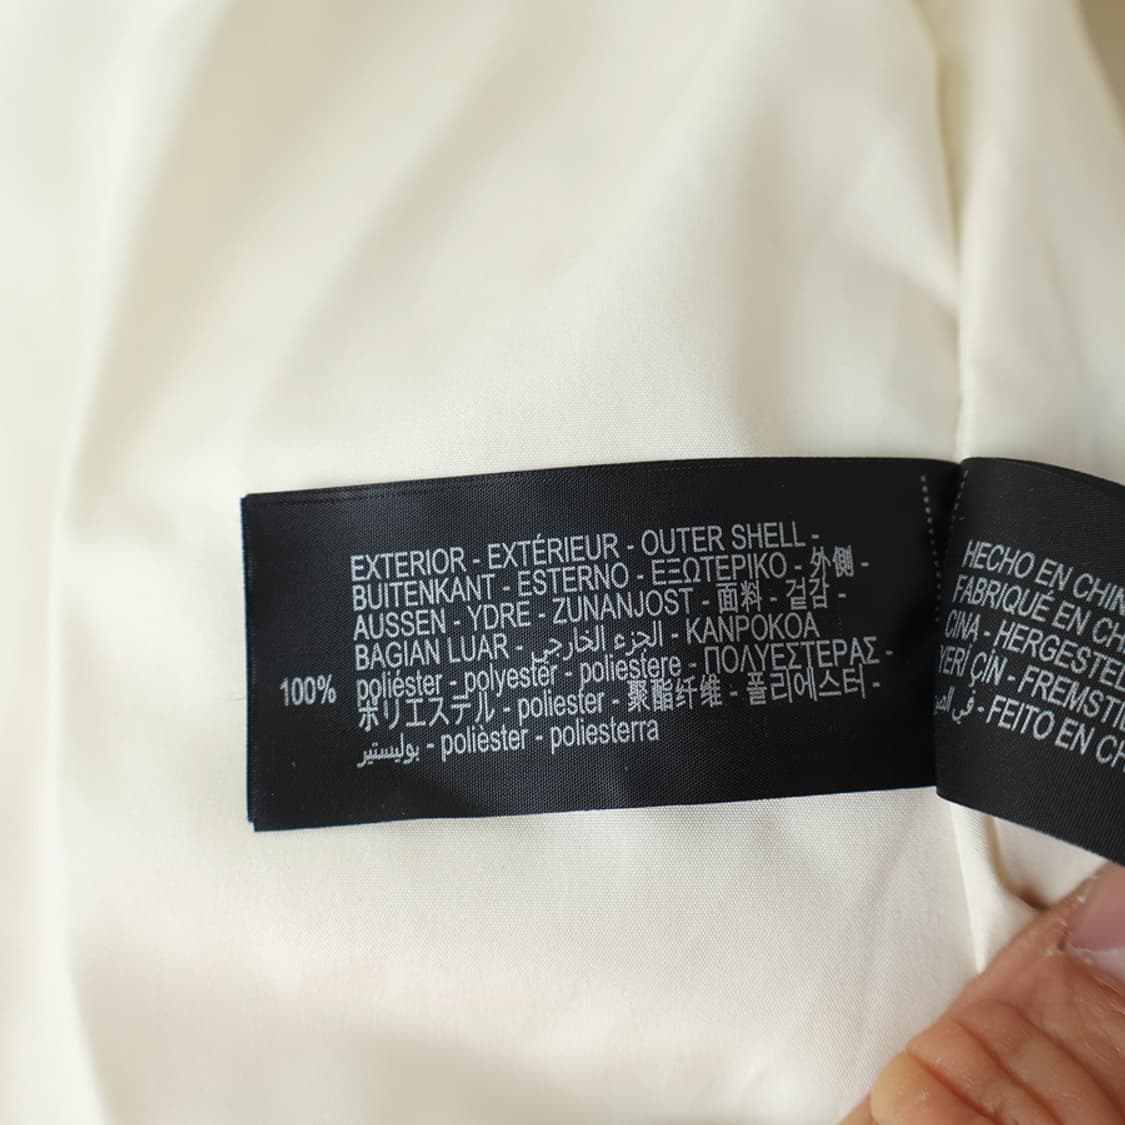 EXTERIOR - EXTÉRIEUR - OUTER SHELL -
BUITENKANT - ESTERNO - ΕΞΩΤΕΡΙΚΟ - 外側 -
AUSSEN - YDRE - ZUNANJOST - 面料 - 겉감 -
BAGIAN LUAR - الجزء الخارجي - KANPOKOA
100% poliéster - polyester - poliestere - ΠΟΛΥΕΣΤΕΡΑΣ -
ポリエステル - poliester - 聚酯纤维 - 폴리에스터 -
بوليستير - polièster - poliesterra
HECHO EN CHIN
FABRIQUÉ EN CH
CINA - HERGESTEL
YERİ ÇİN - FREMSTI
في - FEITO EN CH